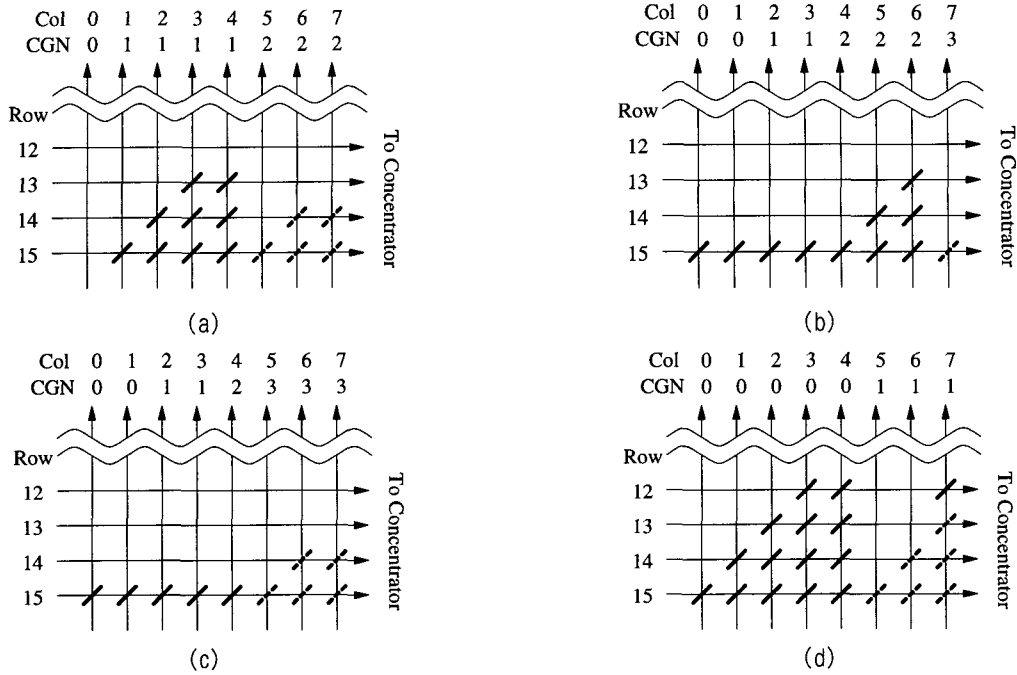 Col 0 1 2 3 4 5 6 7
CGN 0 1 1 1 1 2 2 2
Row
12
13
14
15
To Concentrator
(a)
Col 0 1 2 3 4 5 6 7
CGN 0 0 1 1 2 2 2 3
Row
12
13
14
15
To Concentrator
(b)
Col 0 1 2 3 4 5 6 7
CGN 0 0 1 1 2 3 3 3
Row
12
13
14
15
To Concentrator
(c)
Col 0 1 2 3 4 5 6 7
CGN 0 0 0 0 0 1 1 1
Row
12
13
14
15
To Concentrator
(d)